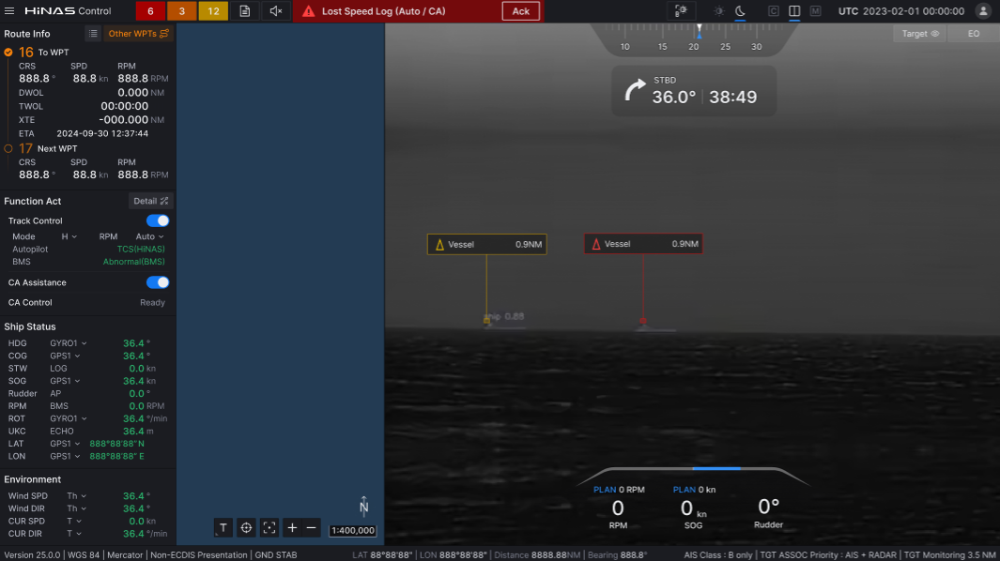 HiNAS Control
6 3 12
Lost Speed Log (Auto / CA) Ack
C M
UTC 2023-02-01 00:00:00
Route Info Other WPTs
16 To WPT
CRS SPD RPM
888.8 ° 88.8 kn 888.8 RPM
DWOL 0.000 NM
TWOL 00:00:00
XTE -000.000 NM
ETA 2024-09-30 12:37:44
17 Next WPT
CRS SPD RPM
888.8 ° 88.8 kn 888.8 RPM
Function Act Detail
Track Control
Mode H RPM Auto
Autopilot TCS(HiNAS)
BMS Abnormal(BMS)
CA Assistance
CA Control Ready
Ship Status
HDG GYRO1 36.4 °
COG GPS1 36.4 °
STW LOG 0.0 kn
SOG GPS1 36.4 kn
Rudder AP 0.0 °
RPM BMS 0.0 RPM
ROT GYRO1 36.4 °/min
UKC ECHO 36.4 m
LAT GPS1 888°88'88" N
LON GPS1 888°88'88" E
Environment
Wind SPD Th 36.4 °
Wind DIR Th 36.4 °
CUR SPD T 0.0 kn
CUR DIR T 36.4 °/min
N
T + − 1:400,000
10 15 20 25 30
Target EO
STBD
36.0° 38:49
Vessel 0.9NM
Vessel 0.9NM
ship 0.88
PLAN 0 RPM PLAN 0 kn
0 0 kn 0°
RPM SOG Rudder
Version 25.0.0 | WGS 84 | Mercator | Non-ECDIS Presentation | GND STAB
LAT 88°88'88" | LON 888°88'88" | Distance 8888.88NM | Bearing 888.8°
AIS Class : B only | TGT ASSOC Priority : AIS + RADAR | TGT Monitoring 3.5 NM